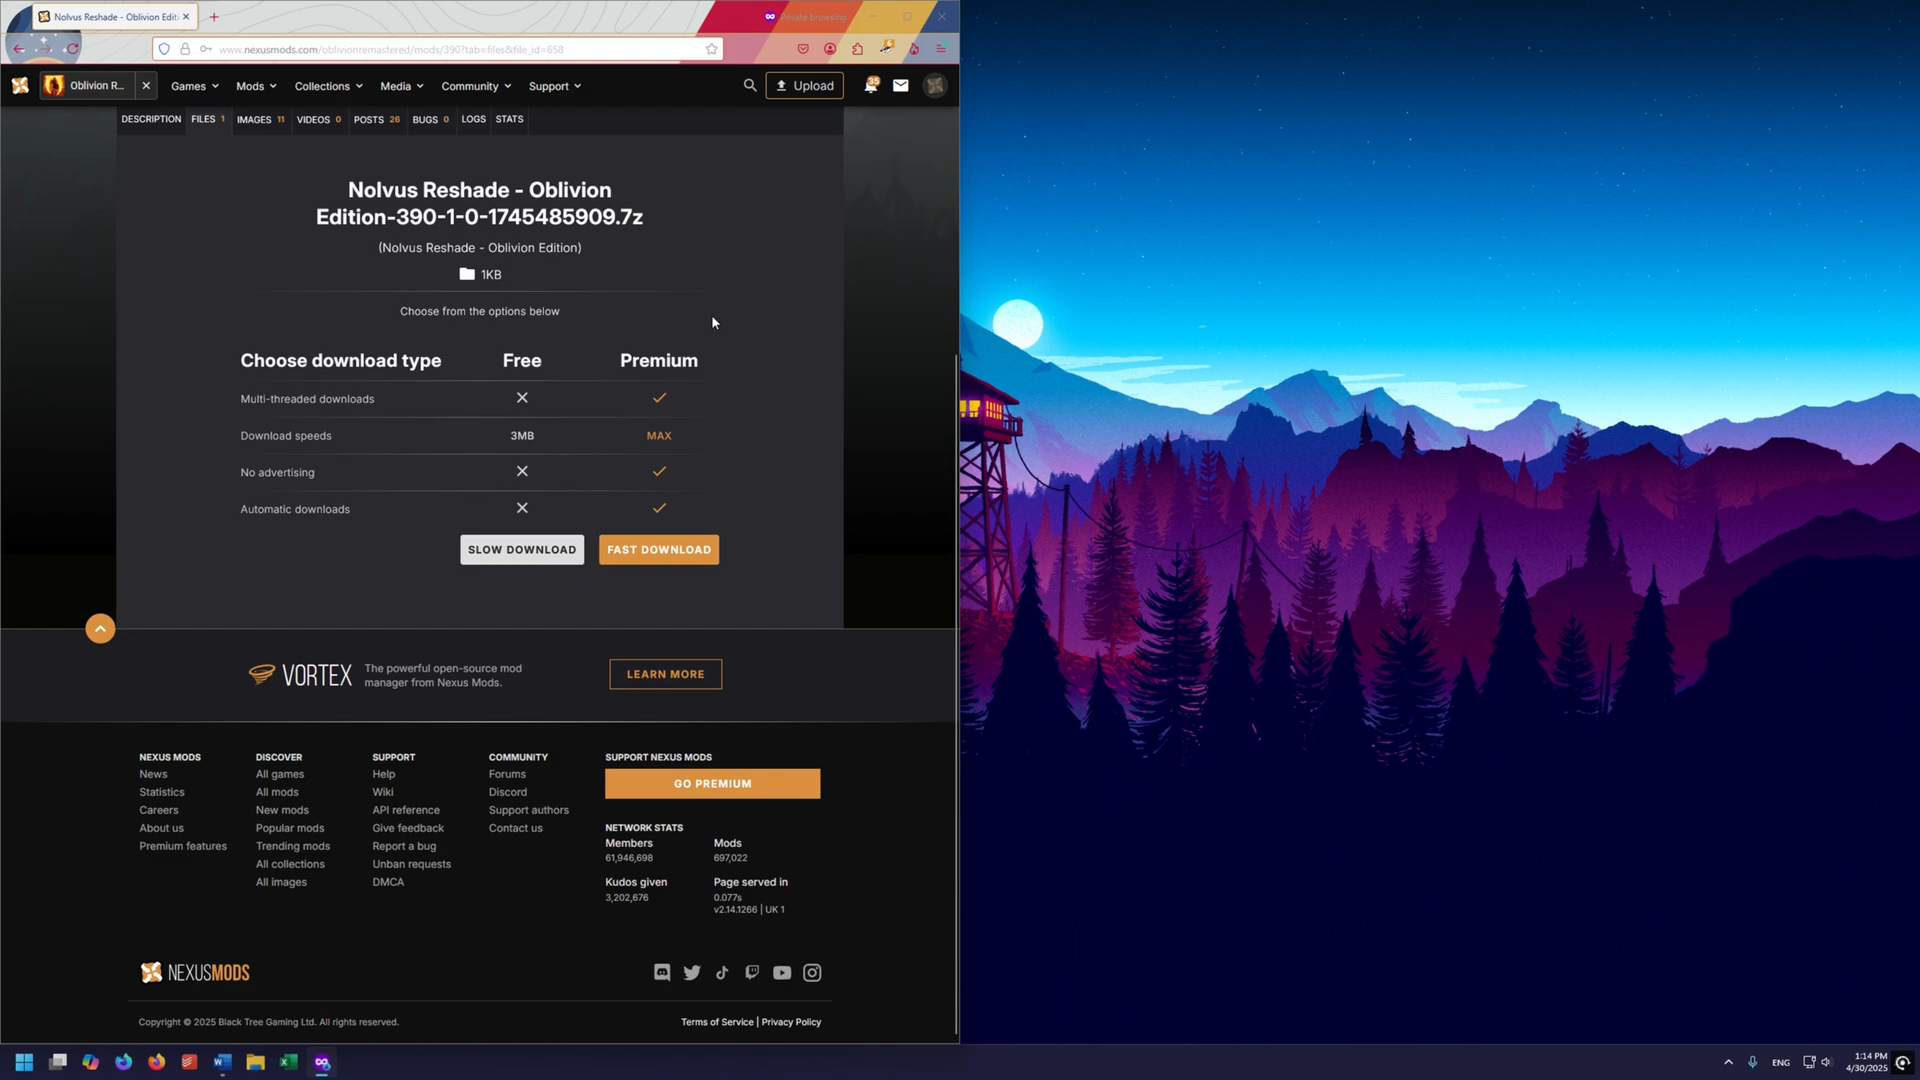 Nolvus Reshade - Oblivion Editi
Private browsing
www.nexusmods.com/oblivionremastered/mods/390?tab=files&file_id=658
Oblivion R...
Games
Mods
Collections
Media
Community
Support
Upload
35
DESCRIPTION
FILES 1
IMAGES 11
VIDEOS 0
POSTS 26
BUGS 0
LOGS
STATS
Nolvus Reshade - Oblivion
Edition-390-1-0-1745485909.7z
(Nolvus Reshade - Oblivion Edition)
1KB
Choose from the options below
Choose download type Free Premium
Multi-threaded downloads
Download speeds 3MB MAX
No advertising
Automatic downloads
SLOW DOWNLOAD FAST DOWNLOAD
VORTEX
The powerful open-source mod
manager from Nexus Mods.
LEARN MORE
NEXUS MODS
News
Statistics
Careers
About us
Premium features
DISCOVER
All games
All mods
New mods
Popular mods
Trending mods
All collections
All images
SUPPORT
Help
Wiki
API reference
Give feedback
Report a bug
Unban requests
DMCA
COMMUNITY
Forums
Discord
Support authors
Contact us
SUPPORT NEXUS MODS
GO PREMIUM
NETWORK STATS
Members
61,946,698
Mods
697,022
Kudos given
3,202,676
Page served in
0.077s
v2.14.1266 | UK 1
NEXUSMODS
Copyright © 2025 Black Tree Gaming Ltd. All rights reserved.
Terms of Service | Privacy Policy
ENG
1:14 PM
4/30/2025